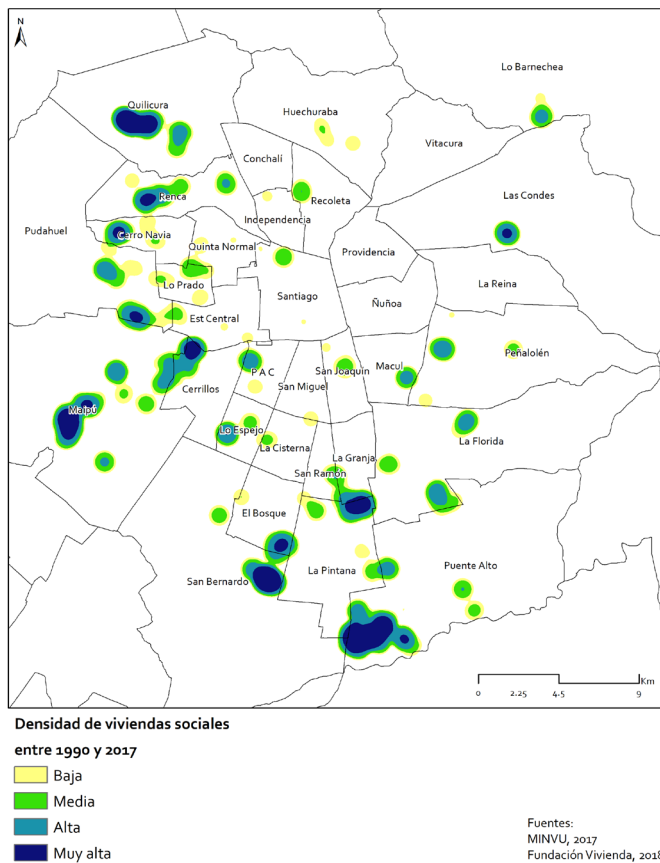 N
Lo Barnechea
Quilicura
Huechuraba
Vitacura
Conchalí
Las Condes
Renca
Recoleta
Independencia
Pudahuel
Cerro Navia
Quinta Normal
Providencia
Lo Prado
La Reina
Santiago
Ñuñoa
Est Central
Peñalolén
Macul
San Joaquín
P A C
San Miguel
Cerrillos
Maipú
Lo Espejo
La Florida
La Cisterna
La Granja
San Ramón
El Bosque
Puente Alto
La Pintana
San Bernardo
Km
0 2.25 4.5 9
Densidad de viviendas sociales
entre 1990 y 2017
Baja
Media
Alta
Muy alta
Fuentes:
MINVU, 2017
Fundación Vivienda, 2018